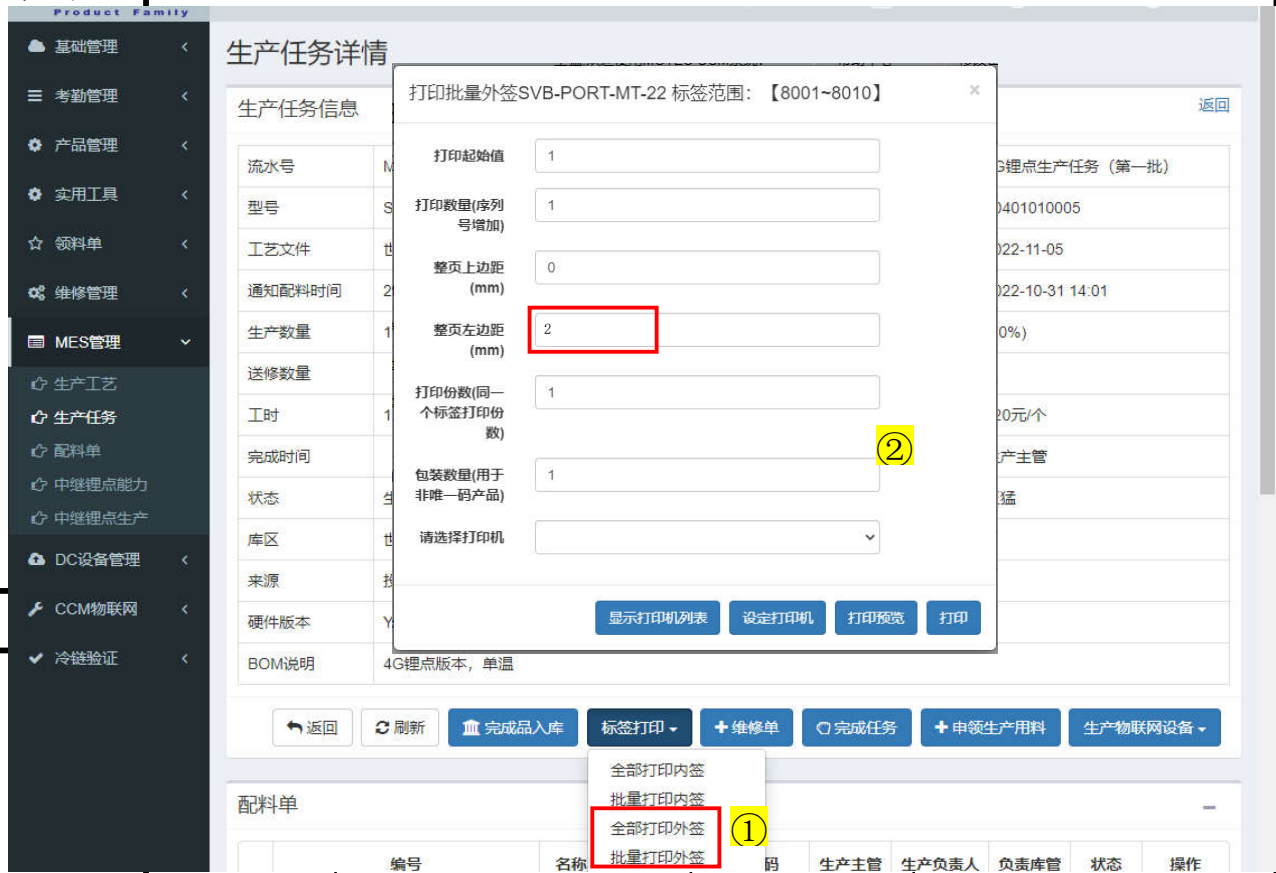 Product Family
基础管理
考勤管理
产品管理
实用工具
领料单
维修管理
MES管理
生产工艺
生产任务
配料单
中继锂点能力
中继锂点生产
DC设备管理
CCM物联网
冷链验证
生产任务详情
生产任务信息
返回
流水号
型号
工艺文件
通知配料时间
生产数量
送修数量
工时
完成时间
状态
库区
来源
硬件版本
BOM说明
4G锂点版本，单温
锂点生产任务（第一批）
0401010005
022-11-05
022-10-31 14:01
0%)
20元/个
产主管
猛
打印批量外签SVB-PORT-MT-22 标签范围：【8001~8010】
×
打印起始值
1
打印数量(序列
号增加)
1
整页上边距
(mm)
0
整页左边距
(mm)
2
打印份数(同一
个标签打印份
数)
1
包装数量(用于
非唯一码产品)
1
请选择打印机
②
显示打印机列表
设定打印机
打印预览
打印
返回
刷新
完成品入库
标签打印
维修单
完成任务
申领生产用料
生产物联网设备
全部打印内签
批量打印内签
全部打印外签
批量打印外签
①
配料单
编号
名称
码
生产主管
生产负责人
负责库管
状态
操作